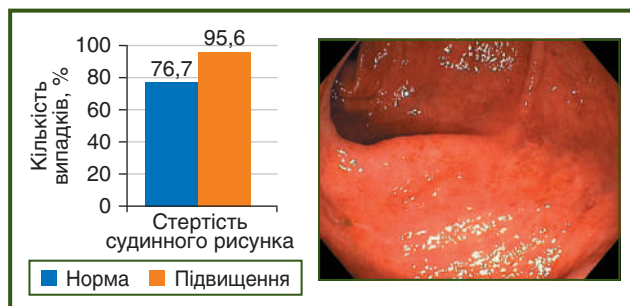 Кількість
випадків, %
100
80
60
40
20
0
76,7
95,6
Стертість
судинного рисунка
Норма
Підвищення